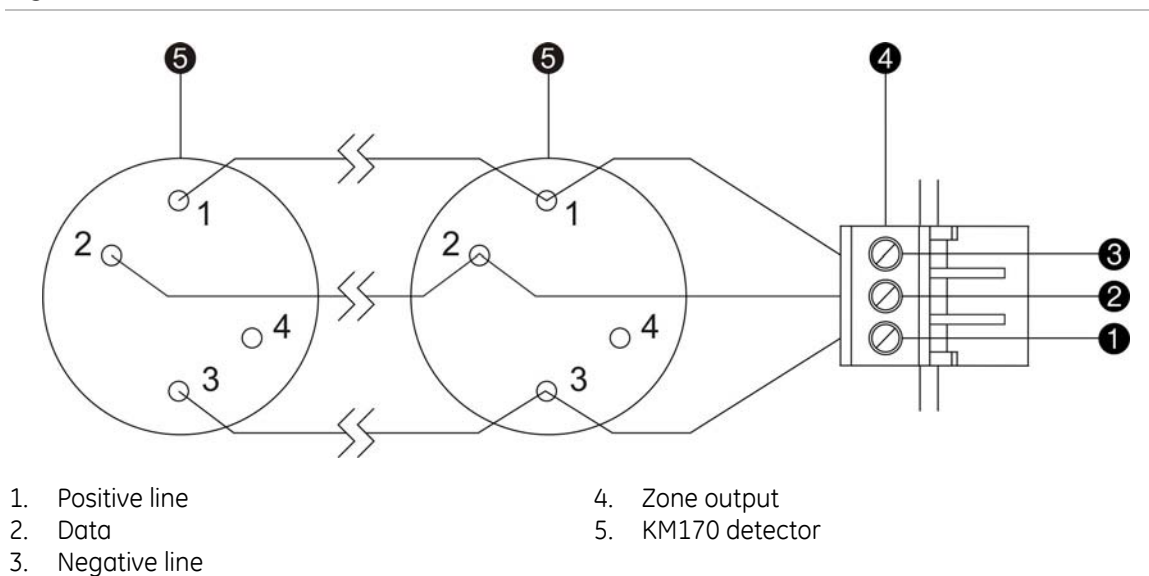 5 5 4
1 1
2 2 3
2
4 4 1
3 3
1. Positive line
2. Data
3. Negative line
4. Zone output
5. KM170 detector